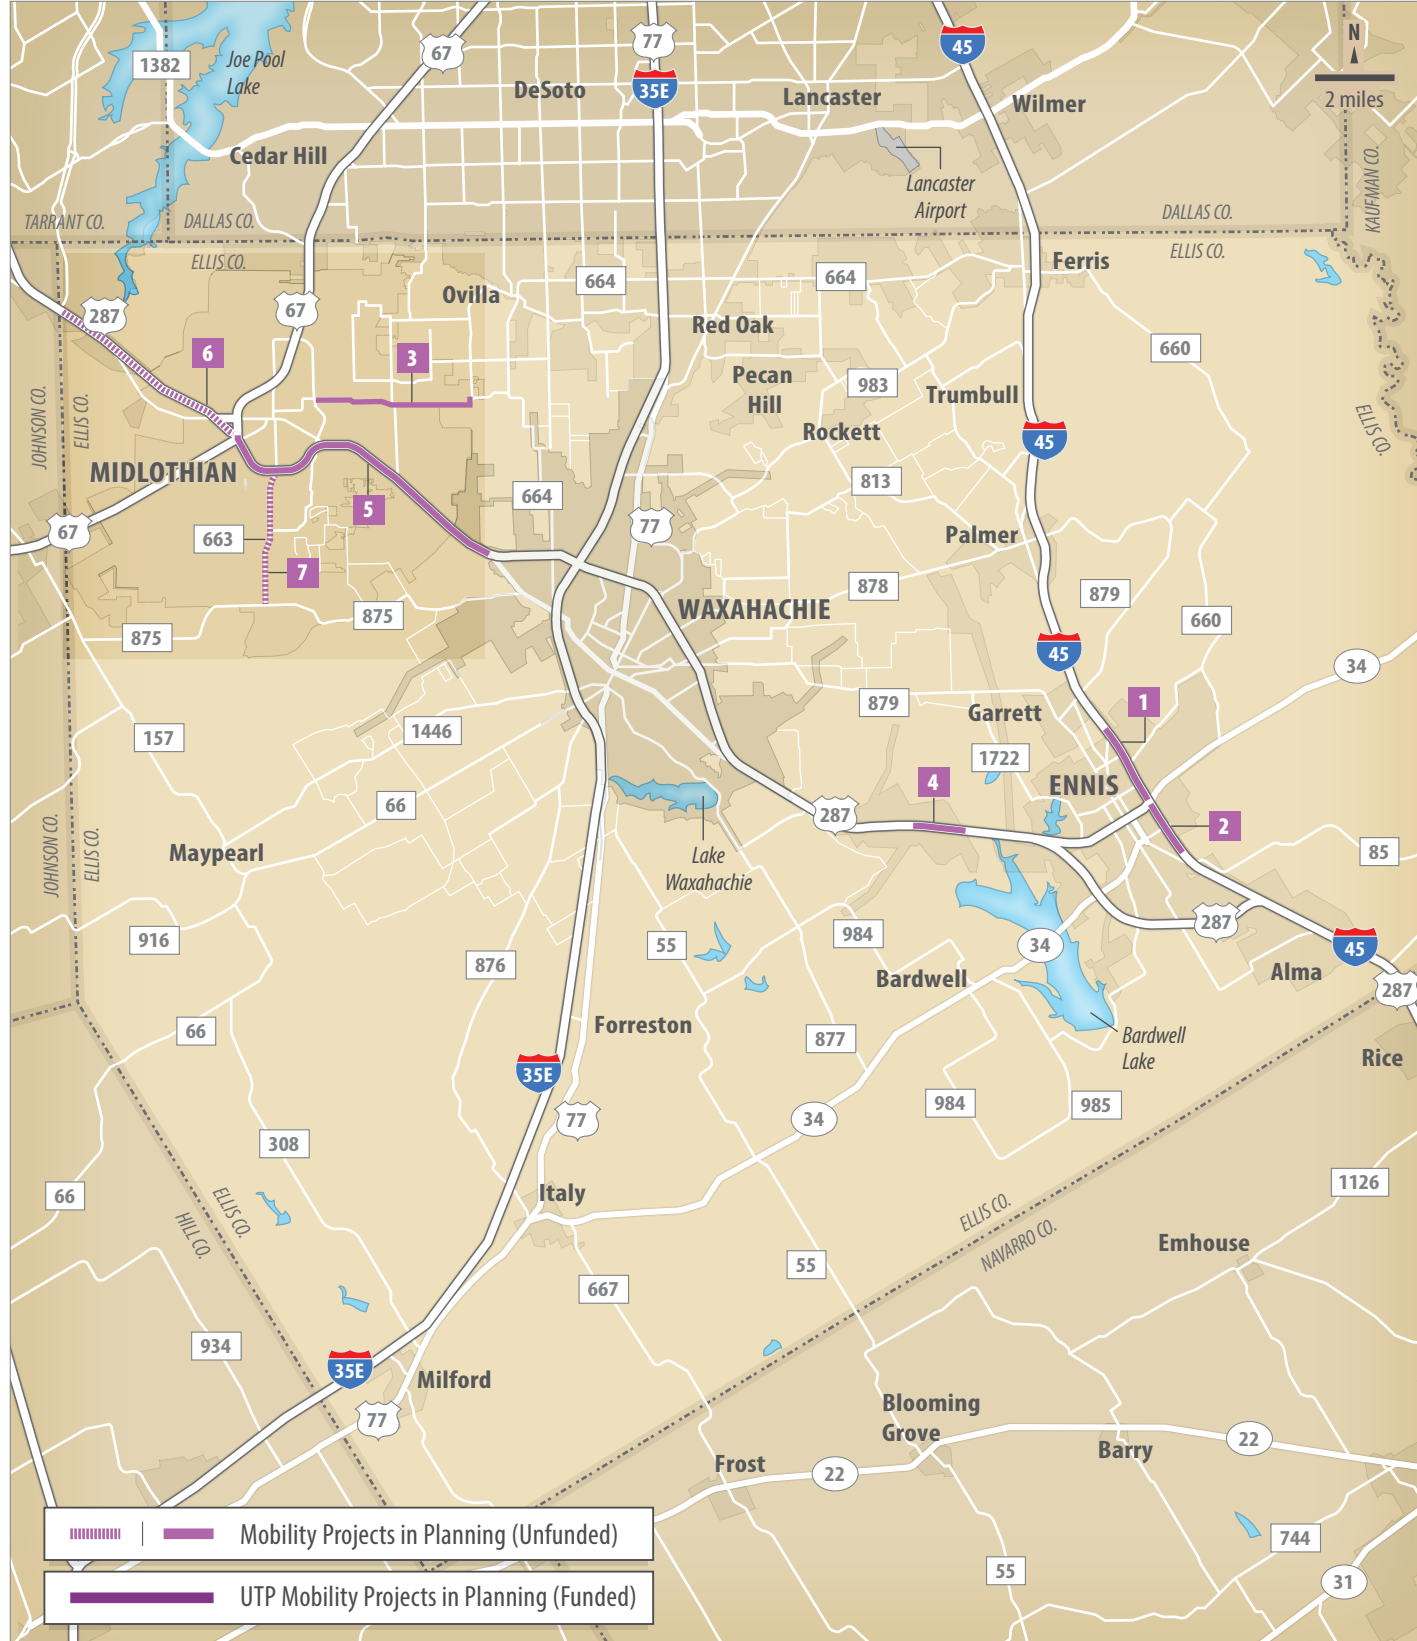 67
77
45
N
1382
Joe Pool
Lake
DeSoto
35E
Lancaster
Wilmer
2 miles
Cedar Hill
Lancaster
Airport
KAUFMAN CO.
TARRANT CO.
DALLAS CO.
DALLAS CO.
ELLIS CO.
ELLIS CO.
Ferris
664
664
Ovilla
287
67
Red Oak
660
6
3
Pecan
Hill
983
Trumbull
JOHNSON CO.
ELLIS CO.
ELLIS CO.
Rockett
45
MIDLOTHIAN
813
664
5
77
67
663
Palmer
7
878
879
WAXAHACHIE
875
660
875
45
34
879
1
Garrett
157
1446
1722
4
ENNIS
66
287
2
JOHNSON CO.
ELLIS CO.
Maypearl
Lake
Waxahachie
85
287
916
55
984
34
45
876
Bardwell
Alma
287
66
Forreston
877
Bardwell
Lake
Rice
35E
984
985
77
34
308
66
Italy
1126
ELLIS CO.
HILL CO.
ELLIS CO.
NAVARRO CO.
Emhouse
55
667
934
35E
Milford
77
Blooming
Grove
22
Barry
Frost
22
Mobility Projects in Planning (Unfunded)
744
55
31
UTP Mobility Projects in Planning (Funded)